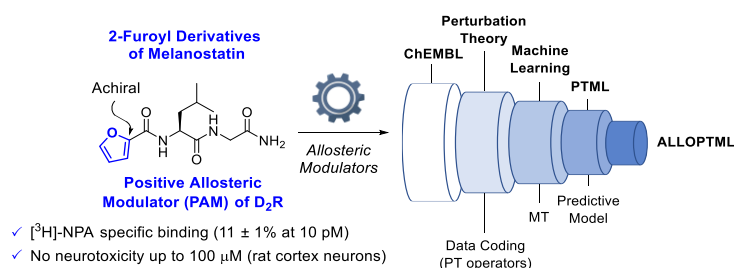 2-Furoyl Derivatives
of Melanostatin
Achiral
O
O
N
H
H
N
O
O
NH₂
Positive Allosteric
Modulator (PAM) of D₂R
✓ [³H]-NPA specific binding (11 ± 1% at 10 pM)
✓ No neurotoxicity up to 100 μM (rat cortex neurons)
Allosteric
Modulators
ChEMBL
Perturbation
Theory
Machine
Learning
PTML
ALLOPTML
Data Coding
(PT operators)
MT
Predictive
Model